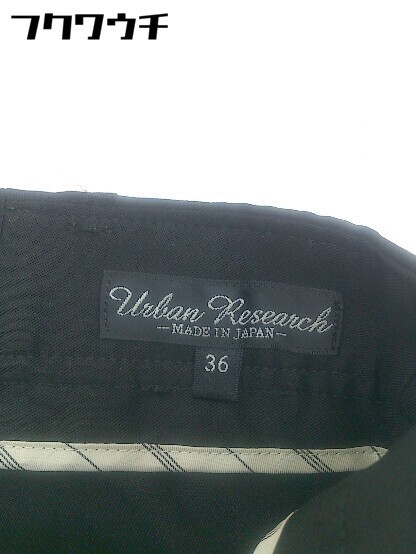 フクワウチ
Urban Research
—MADE IN JAPAN—
36